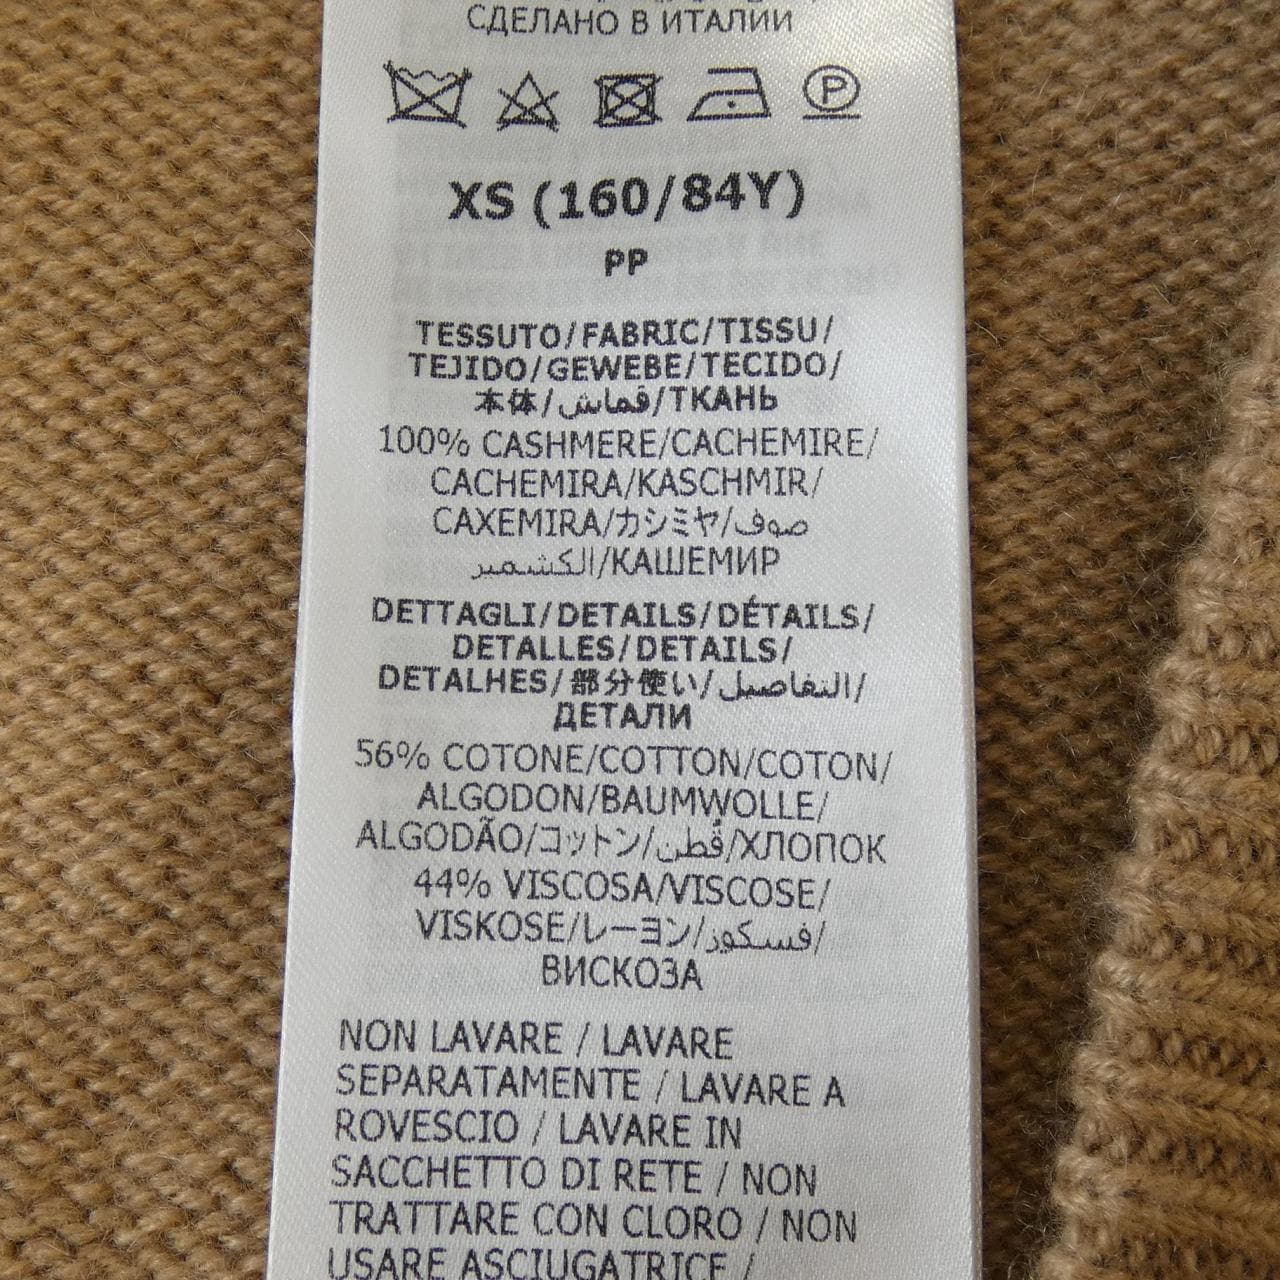 СДЕЛАНО В ИТАЛИИ
P
XS (160/84Y)
PP
TESSUTO/FABRIC/TISSU/
TEJIDO/GEWEBE/TECIDO/
本体/قماش/ТКАНЬ
100% CASHMERE/CACHEMIRE/
CACHEMIRA/KASCHMIR/
CAXEMIRA/カシミヤ/صوف
الكشمير/КАШЕМИР
DETTAGLI/DETAILS/DÉTAILS/
DETALLES/DETAILS/
DETALHES/部分使い/التفاصيل/
ДЕТАЛИ
56% COTONE/COTTON/COTON/
ALGODON/BAUMWOLLE/
ALGODÃO/コットン/قُطن/ХЛОПОК
44% VISCOSA/VISCOSE/
VISKOSE/レーヨン/فسكوز/
ВИСКОЗА
NON LAVARE / LAVARE
SEPARATAMENTE / LAVARE A
ROVESCIO / LAVARE IN
SACCHETTO DI RETE / NON
TRATTARE CON CLORO / NON
USARE ASCIUGATRICE /